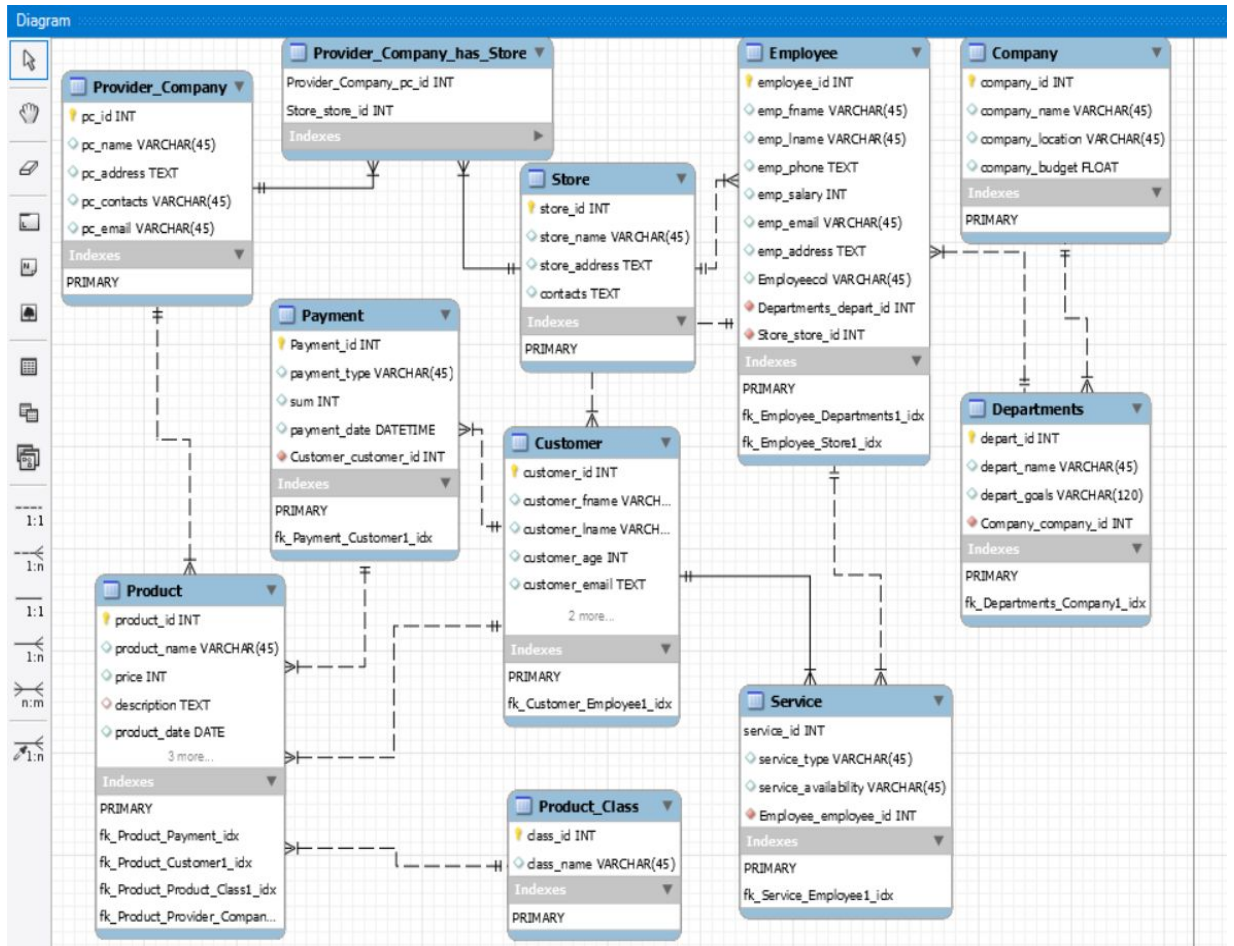 Diagram
Provider_Company
pc_id INT
pc_name VARCHAR(45)
pc_address TEXT
pc_contacts VARCHAR(45)
pc_email VARCHAR(45)
Indexes
PRIMARY
Provider_Company_has_Store
Provider_Company_pc_id INT
Store_store_id INT
Indexes
Store
store_id INT
store_name VARCHAR(45)
store_address TEXT
contacts TEXT
Indexes
PRIMARY
Employee
employee_id INT
emp_fname VARCHAR(45)
emp_lname VARCHAR(45)
emp_phone TEXT
emp_salary INT
emp_email VARCHAR(45)
emp_address TEXT
Employeecol VARCHAR(45)
Departments_depart_id INT
Store_store_id INT
Indexes
PRIMARY
fk_Employee_Departments1_idx
fk_Employee_Store1_idx
Company
company_id INT
company_name VARCHAR(45)
company_location VARCHAR(45)
company_budget FLOAT
Indexes
PRIMARY
Payment
Payment_id INT
payment_type VARCHAR(45)
sum INT
payment_date DATETIME
Customer_customer_id INT
Indexes
PRIMARY
fk_Payment_Customer1_idx
Customer
customer_id INT
customer_fname VARCH...
customer_lname VARCH...
customer_age INT
customer_email TEXT
2 more...
Indexes
PRIMARY
fk_Customer_Employee1_idx
Departments
depart_id INT
depart_name VARCHAR(45)
depart_goals VARCHAR(120)
Company_company_id INT
Indexes
PRIMARY
fk_Departments_Company1_idx
Product
product_id INT
product_name VARCHAR(45)
price INT
description TEXT
product_date DATE
3 more...
Indexes
PRIMARY
fk_Product_Payment_idx
fk_Product_Customer1_idx
fk_Product_Product_Class1_idx
fk_Product_Provider_Compan...
Product_Class
class_id INT
class_name VARCHAR(45)
Indexes
PRIMARY
Service
service_id INT
service_type VARCHAR(45)
service_availability VARCHAR(45)
Employee_employee_id INT
Indexes
PRIMARY
fk_Service_Employee1_idx
1:1
1:n
1:1
1:n
n:m
1:n